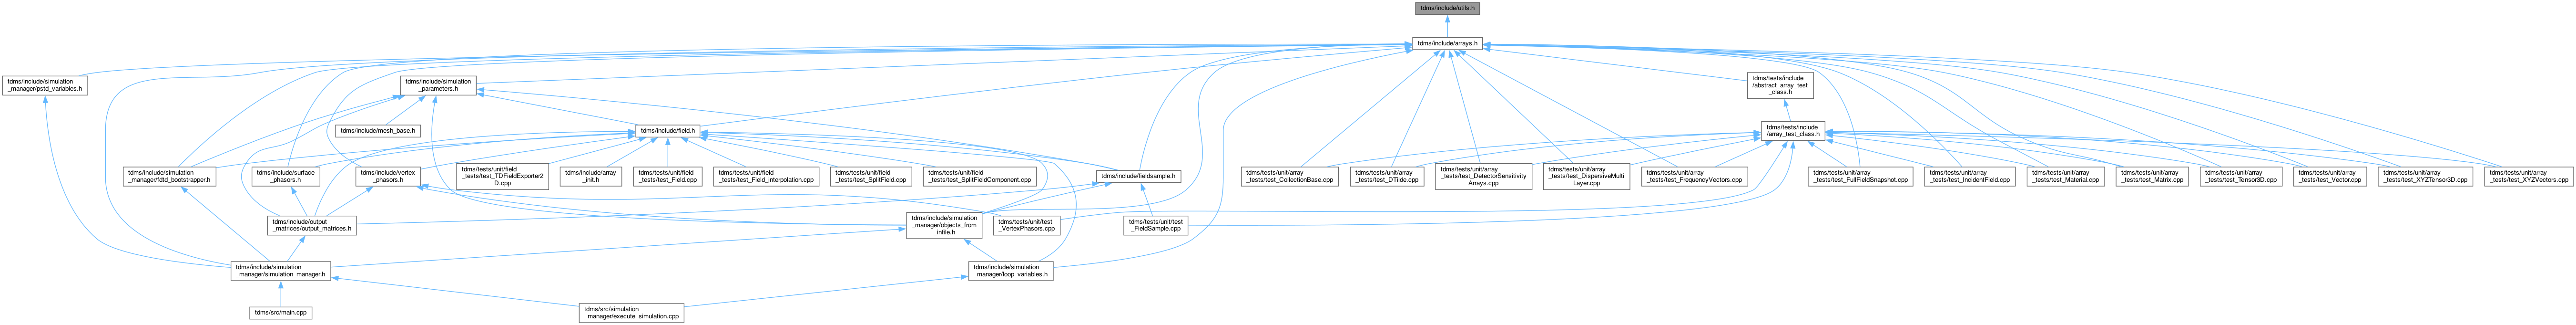 tdms/include/utils.h
tdms/include/arrays.h
tdms/include/simulation
_manager/pstd_variables.h
tdms/include/simulation
_parameters.h
tdms/tests/include
/abstract_array_test
_class.h
tdms/include/mesh_base.h
tdms/include/field.h
tdms/tests/include
/array_test_class.h
tdms/include/simulation
_manager/fdtd_bootstrapper.h
tdms/include/surface
_phasors.h
tdms/include/vertex
_phasors.h
tdms/tests/unit/field
_tests/test_TDFieldExporter2
D.cpp
tdms/include/array
_init.h
tdms/tests/unit/field
_tests/test_Field.cpp
tdms/tests/unit/field
_tests/test_Field_interpolation.cpp
tdms/tests/unit/field
_tests/test_SplitField.cpp
tdms/tests/unit/field
_tests/test_SplitFieldComponent.cpp
tdms/include/fieldsample.h
tdms/tests/unit/array
_tests/test_CollectionBase.cpp
tdms/tests/unit/array
_tests/test_DTilde.cpp
tdms/tests/unit/array
_tests/test_DetectorSensitivity
Arrays.cpp
tdms/tests/unit/array
_tests/test_DispersiveMulti
Layer.cpp
tdms/tests/unit/array
_tests/test_FrequencyVectors.cpp
tdms/tests/unit/array
_tests/test_FullFieldSnapshot.cpp
tdms/tests/unit/array
_tests/test_IncidentField.cpp
tdms/tests/unit/array
_tests/test_Material.cpp
tdms/tests/unit/array
_tests/test_Matrix.cpp
tdms/tests/unit/array
_tests/test_Tensor3D.cpp
tdms/tests/unit/array
_tests/test_Vector.cpp
tdms/tests/unit/array
_tests/test_XYZTensor3D.cpp
tdms/tests/unit/array
_tests/test_XYZVectors.cpp
tdms/include/output
_matrices/output_matrices.h
tdms/include/simulation
_manager/objects_from
_infile.h
tdms/tests/unit/test
_VertexPhasors.cpp
tdms/tests/unit/test
_FieldSample.cpp
tdms/include/simulation
_manager/simulation_manager.h
tdms/include/simulation
_manager/loop_variables.h
tdms/src/main.cpp
tdms/src/simulation
_manager/execute_simulation.cpp